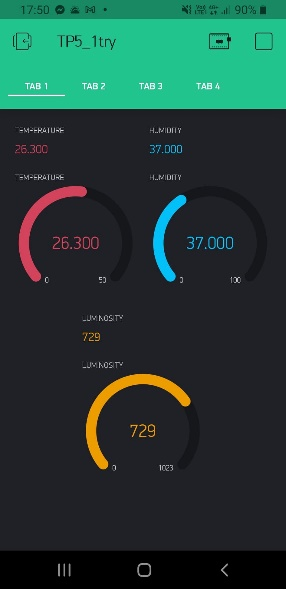 17:50 90%
TP5_1try
TAB 1 TAB 2 TAB 3 TAB 4
TEMPERATURE HUMIDITY
26.300 37.000
TEMPERATURE HUMIDITY
26.300 37.000
0 50 0 100
LUMINOSITY
729
LUMINOSITY
729
0 1023